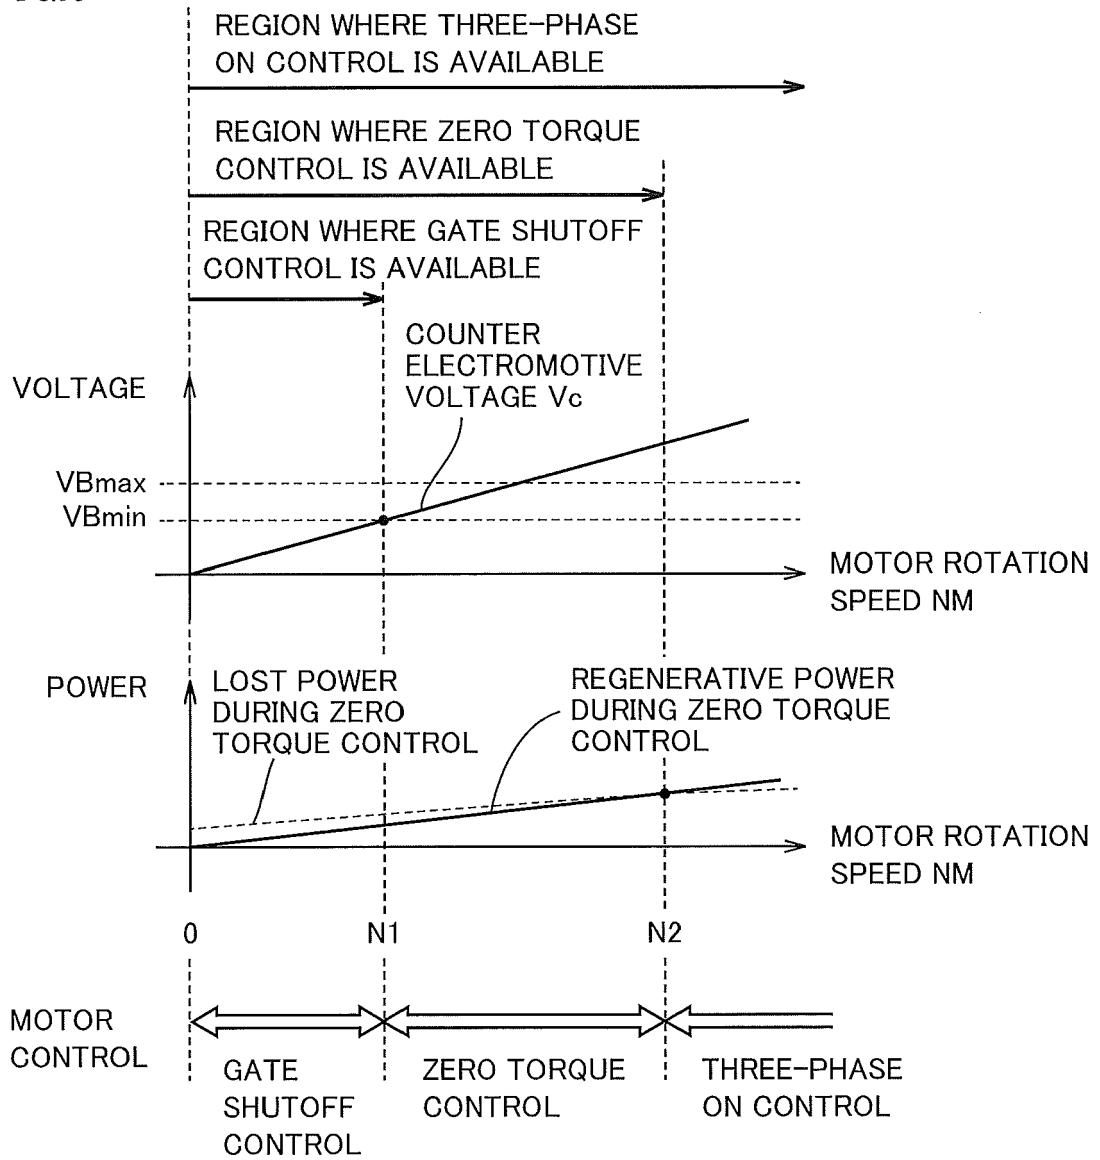 REGION WHERE THREE-PHASE
ON CONTROL IS AVAILABLE
REGION WHERE ZERO TORQUE
CONTROL IS AVAILABLE
REGION WHERE GATE SHUTOFF
CONTROL IS AVAILABLE
COUNTER
ELECTROMOTIVE
VOLTAGE Vc
VOLTAGE
VBmax
VBmin
MOTOR ROTATION
SPEED NM
POWER
LOST POWER
DURING ZERO
TORQUE CONTROL
REGENERATIVE POWER
DURING ZERO TORQUE
CONTROL
MOTOR ROTATION
SPEED NM
0 N1 N2
MOTOR
CONTROL
GATE
SHUTOFF
CONTROL
ZERO TORQUE
CONTROL
THREE-PHASE
ON CONTROL